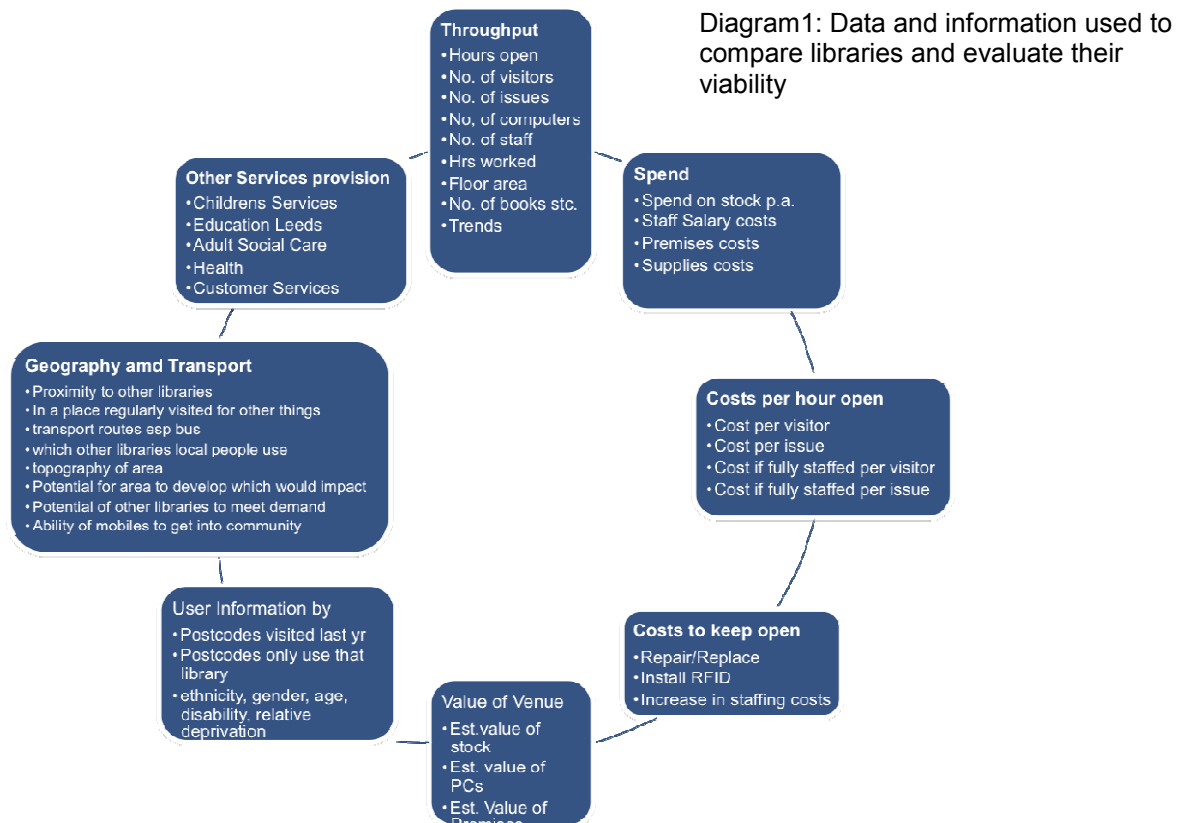 Diagram1: Data and information used to
compare libraries and evaluate their
viability
Throughput
•Hours open
•No. of visitors
•No. of issues
•No, of computers
•No. of staff
•Hrs worked
•Floor area
•No. of books stc.
•Trends
Spend
•Spend on stock p.a.
•Staff Salary costs
•Premises costs
•Supplies costs
Costs per hour open
•Cost per visitor
•Cost per issue
•Cost if fully staffed per visitor
•Cost if fully staffed per issue
Costs to keep open
•Repair/Replace
•Install RFID
•Increase in staffing costs
Value of Venue
•Est.value of
stock
•Est. value of
PCs
•Est. Value of
Premises
User Information by
•Postcodes visited last yr
•Postcodes only use that
library
•ethnicity, gender, age,
disability, relative
deprivation
Geography amd Transport
•Proximity to other libraries
•In a place regularly visited for other things
•transport routes esp bus
•which other libraries local people use
•topography of area
•Potential for area to develop which would impact
•Potential of other libraries to meet demand
•Ability of mobiles to get into community
Other Services provision
•Childrens Services
•Education Leeds
•Adult Social Care
•Health
•Customer Services